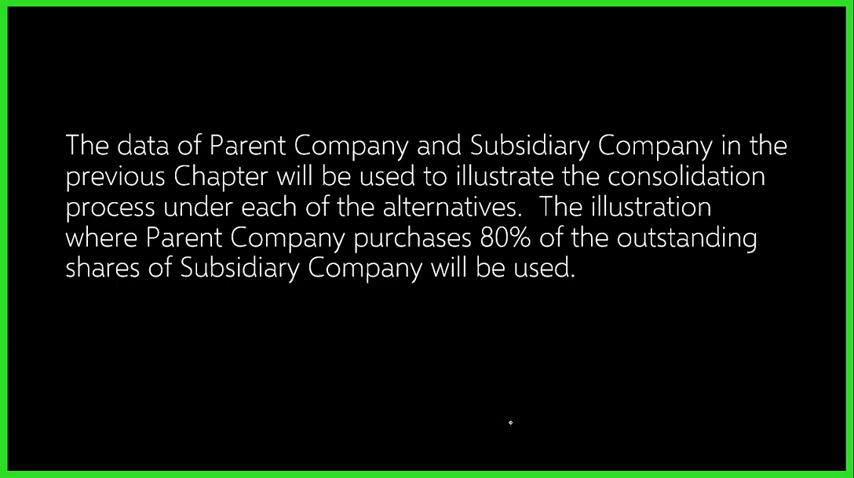 The data of Parent Company and Subsidiary Company in the
previous Chapter will be used to illustrate the consolidation
process under each of the alternatives.  The illustration
where Parent Company purchases 80% of the outstanding
shares of Subsidiary Company will be used.